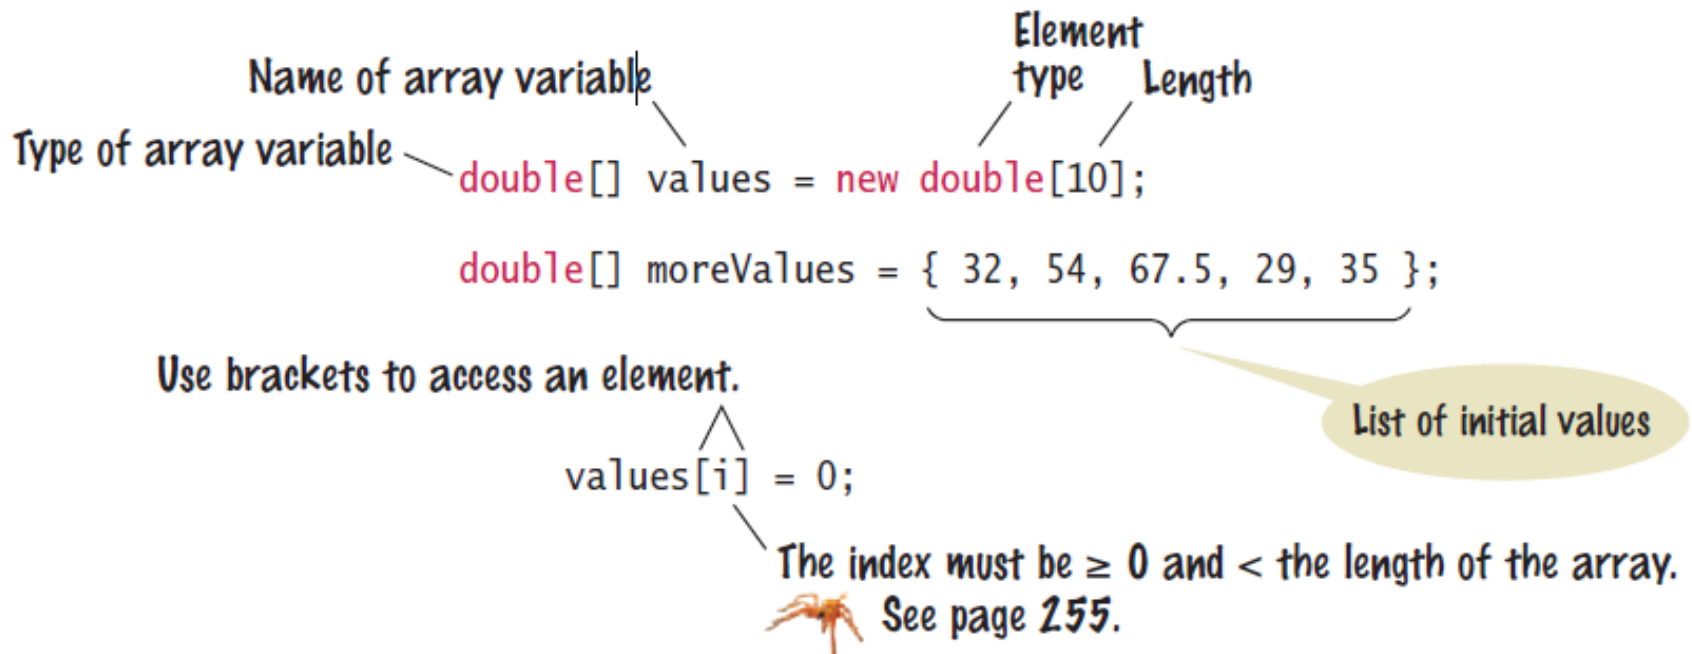 Element
type
Length
Name of array variable
Type of array variable
double[] values = new double[10];
double[] moreValues = { 32, 54, 67.5, 29, 35 };
Use brackets to access an element.
List of initial values
values[i] = 0;
The index must be ≥ 0 and < the length of the array.
See page 255.